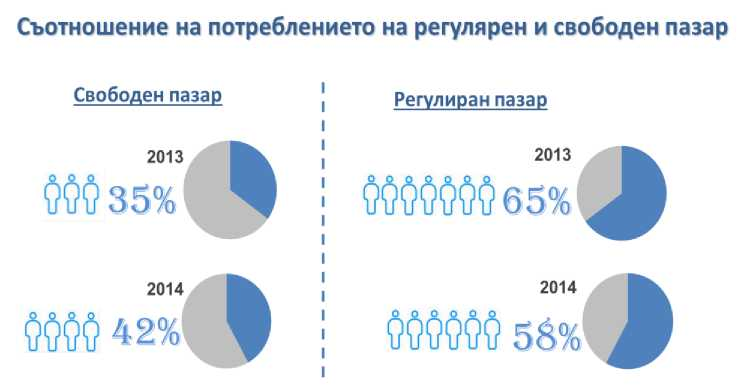 Съотношение на потреблението на регулярен и свободен пазар
Свободен пазар
2013
35%
2014
42%
Регулиран пазар
2013
65%
2014
58%